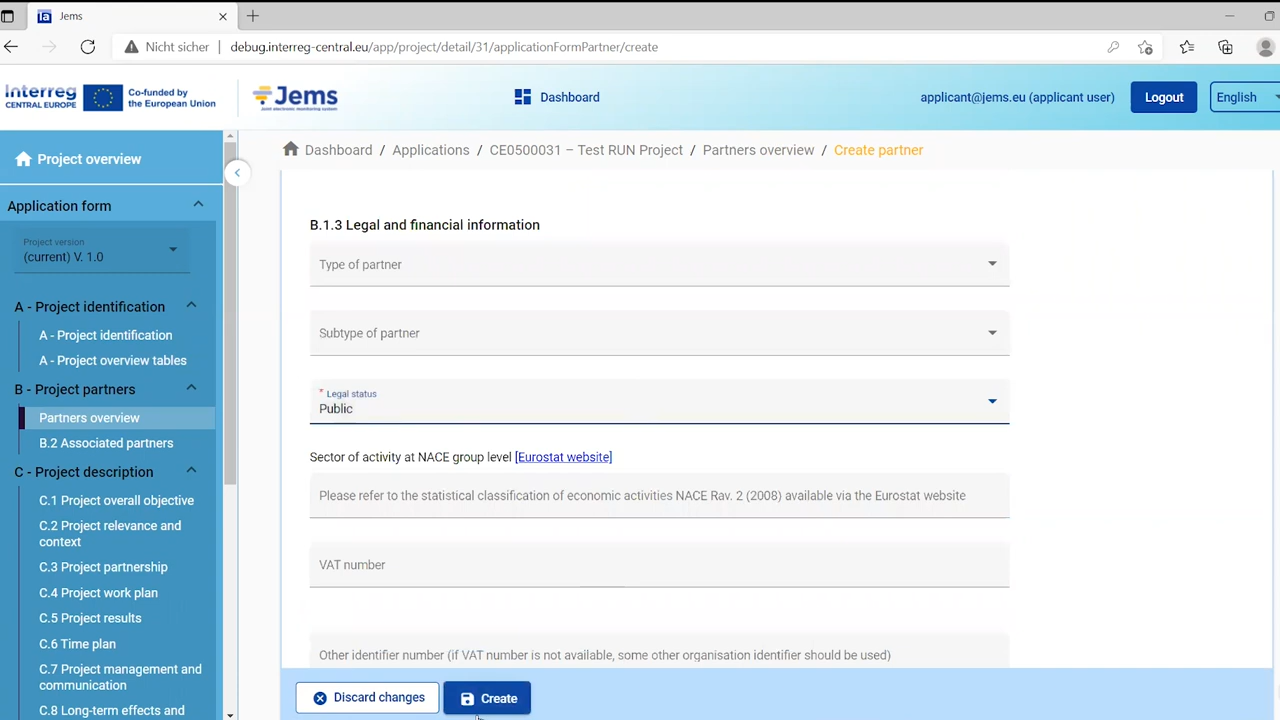 Jems
Nicht sicher
debug.interreg-central.eu/app/project/detail/31/applicationFormPartner/create
Interreg
CENTRAL EUROPE
Co-funded by
the European Union
Jems
joint electronic monitoring system
Dashboard
applicant@jems.eu (applicant user)
Logout
English
Project overview
Dashboard / Applications / CE0500031 – Test RUN Project / Partners overview / Create partner
Application form
Project version
(current) V. 1.0
A - Project identification
A - Project identification
A - Project overview tables
B - Project partners
Partners overview
B.2 Associated partners
C - Project description
C.1 Project overall objective
C.2 Project relevance and
context
C.3 Project partnership
C.4 Project work plan
C.5 Project results
C.6 Time plan
C.7 Project management and
communication
C.8 Long-term effects and
B.1.3 Legal and financial information
Type of partner
Subtype of partner
* Legal status
Public
Sector of activity at NACE group level [Eurostat website]
Please refer to the statistical classification of economic activities NACE Rav. 2 (2008) available via the Eurostat website
VAT number
Other identifier number (if VAT number is not available, some other organisation identifier should be used)
Discard changes
Create